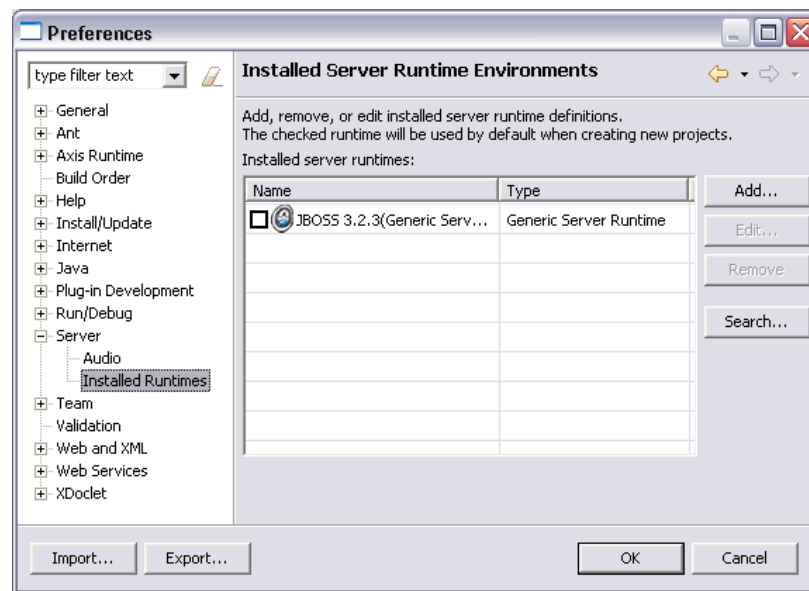 Preferences
type filter text
General
Ant
Axis Runtime
Build Order
Help
Install/Update
Internet
Java
Plug-in Development
Run/Debug
Server
Audio
Installed Runtimes
Team
Validation
Web and XML
Web Services
XDoclet
Installed Server Runtime Environments
Add, remove, or edit installed server runtime definitions.
The checked runtime will be used by default when creating new projects.
Installed server runtimes:
Name Type
JBOSS 3.2.3(Generic Serv... Generic Server Runtime
Add...
Edit...
Remove
Search...
Import... Export... OK Cancel